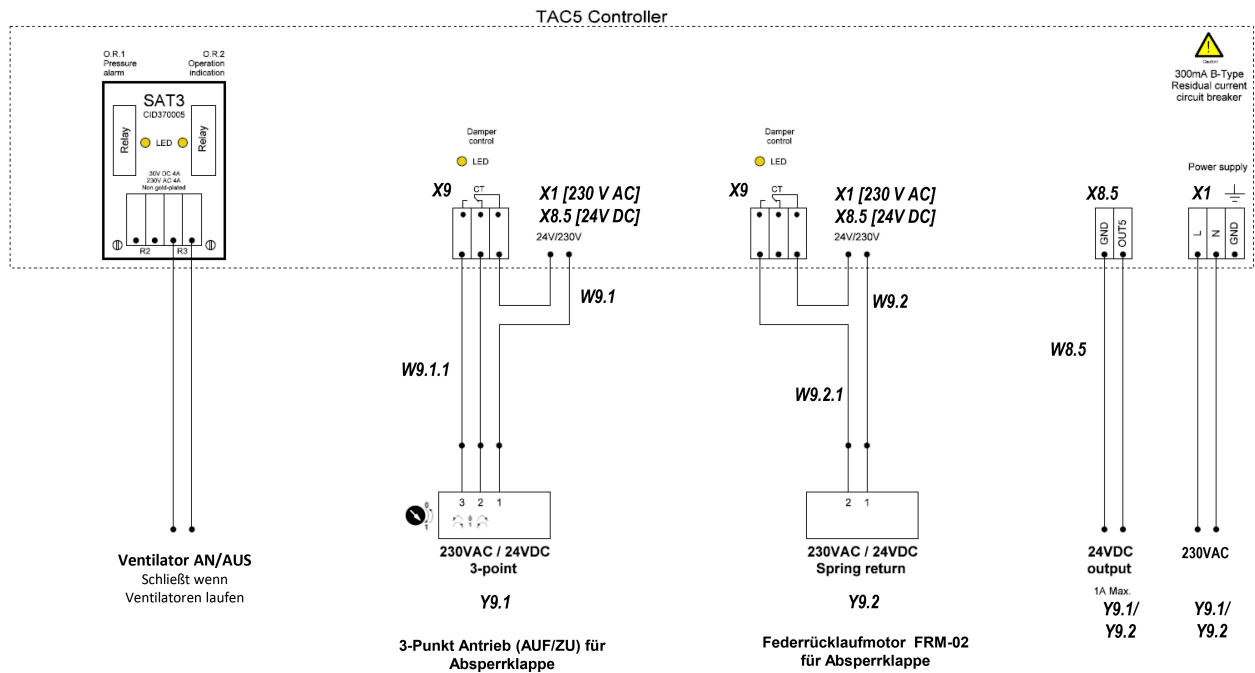 TAC5 Controller
O.R.1
Pressure
alarm
O.R.2
Operation
indication
SAT3
CID370005
Relay
LED
Relay
30V DC 4A
230V AC 4A
Non gold-plated
R2
R3
Ventilator AN/AUS
Schließt wenn
Ventilatoren laufen
Damper
control
LED
X9
CT
X1 [230 V AC]
X8.5 [24V DC]
24V/230V
W9.1
W9.1.1
3 2 1
0
1
0
1
230VAC / 24VDC
3-point
Y9.1
3-Punkt Antrieb (AUF/ZU) für
Absperrklappe
Damper
control
LED
X9
CT
X1 [230 V AC]
X8.5 [24V DC]
24V/230V
W9.2
W9.2.1
2 1
230VAC / 24VDC
Spring return
Y9.2
Federrücklaufmotor FRM-02
für Absperrklappe
Caution
300mA B-Type
Residual current
circuit breaker
Power supply
X8.5
GND
OUT5
X1
L
N
GND
W8.5
24VDC
output
1A Max.
Y9.1/
Y9.2
230VAC
Y9.1/
Y9.2